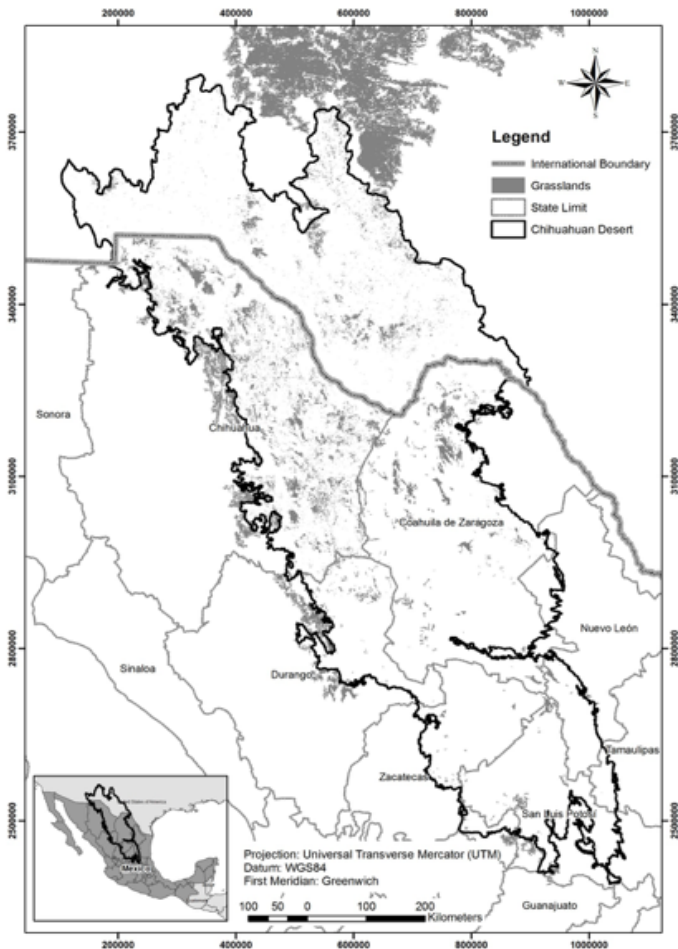 200000 400000 600000 800000 1000000
N
W E
S
3700000 3700000
Legend
International Boundary
Grasslands
State Limit
Chihuahuan Desert
3400000 3400000
Sonora
Chihuahua
3100000 3100000
Coahuila de Zaragoza
Nuevo León
2800000 2800000
Sinaloa
Durango
Tamaulipas
Zacatecas
2500000 2500000
San Luis Potosí
Mexico
Projection: Universal Transverse Mercator (UTM)
Datum: WGS84
First Meridian: Greenwich
Guanajuato
100 50 0 100 200
Kilometers
200000 400000 600000 800000 1000000